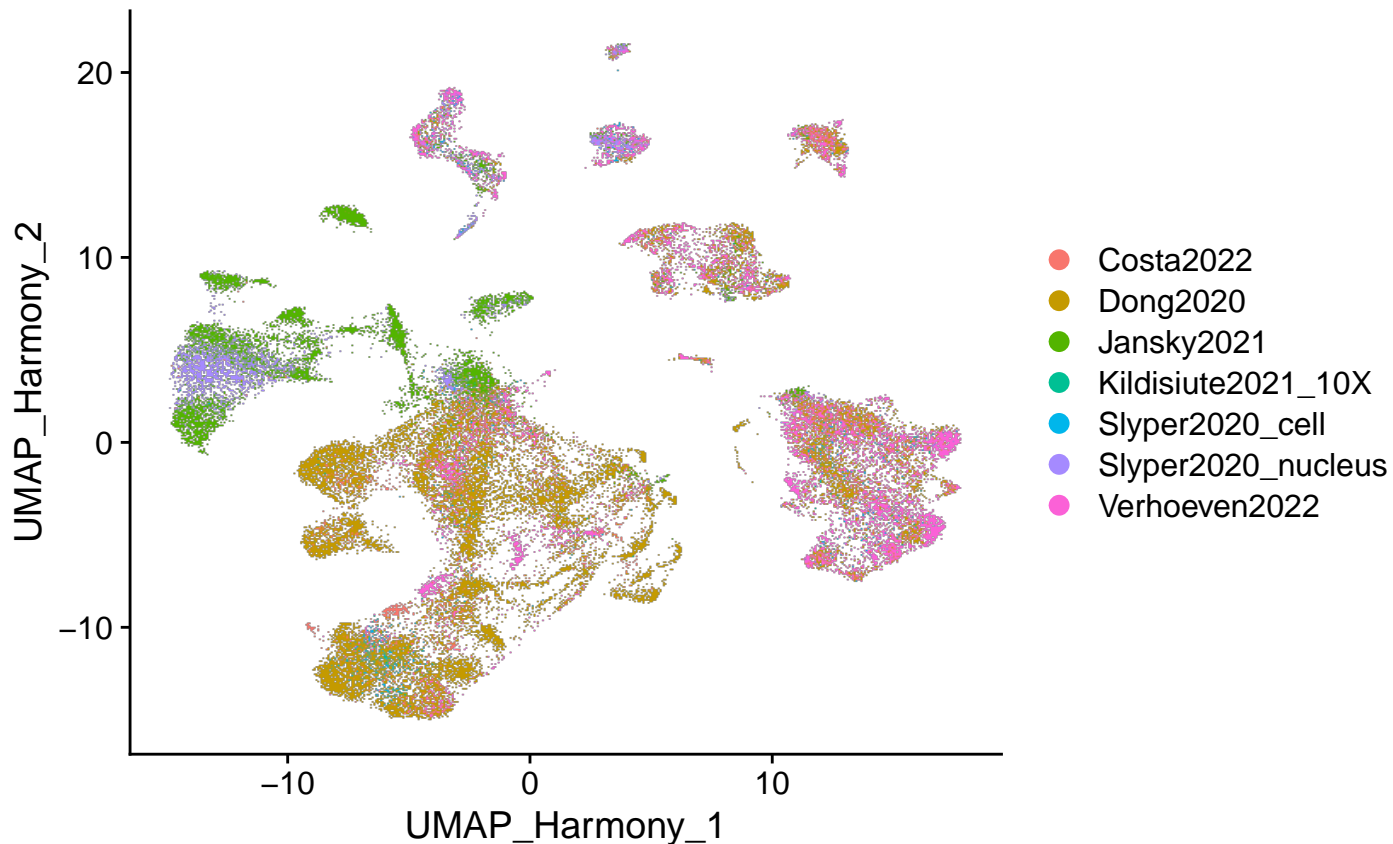 20
10
0
−10
UMAP_Harmony_2
−10
0
10
UMAP_Harmony_1
Costa2022
Dong2020
Jansky2021
Kildisiute2021_10X
Slyper2020_cell
Slyper2020_nucleus
Verhoeven2022